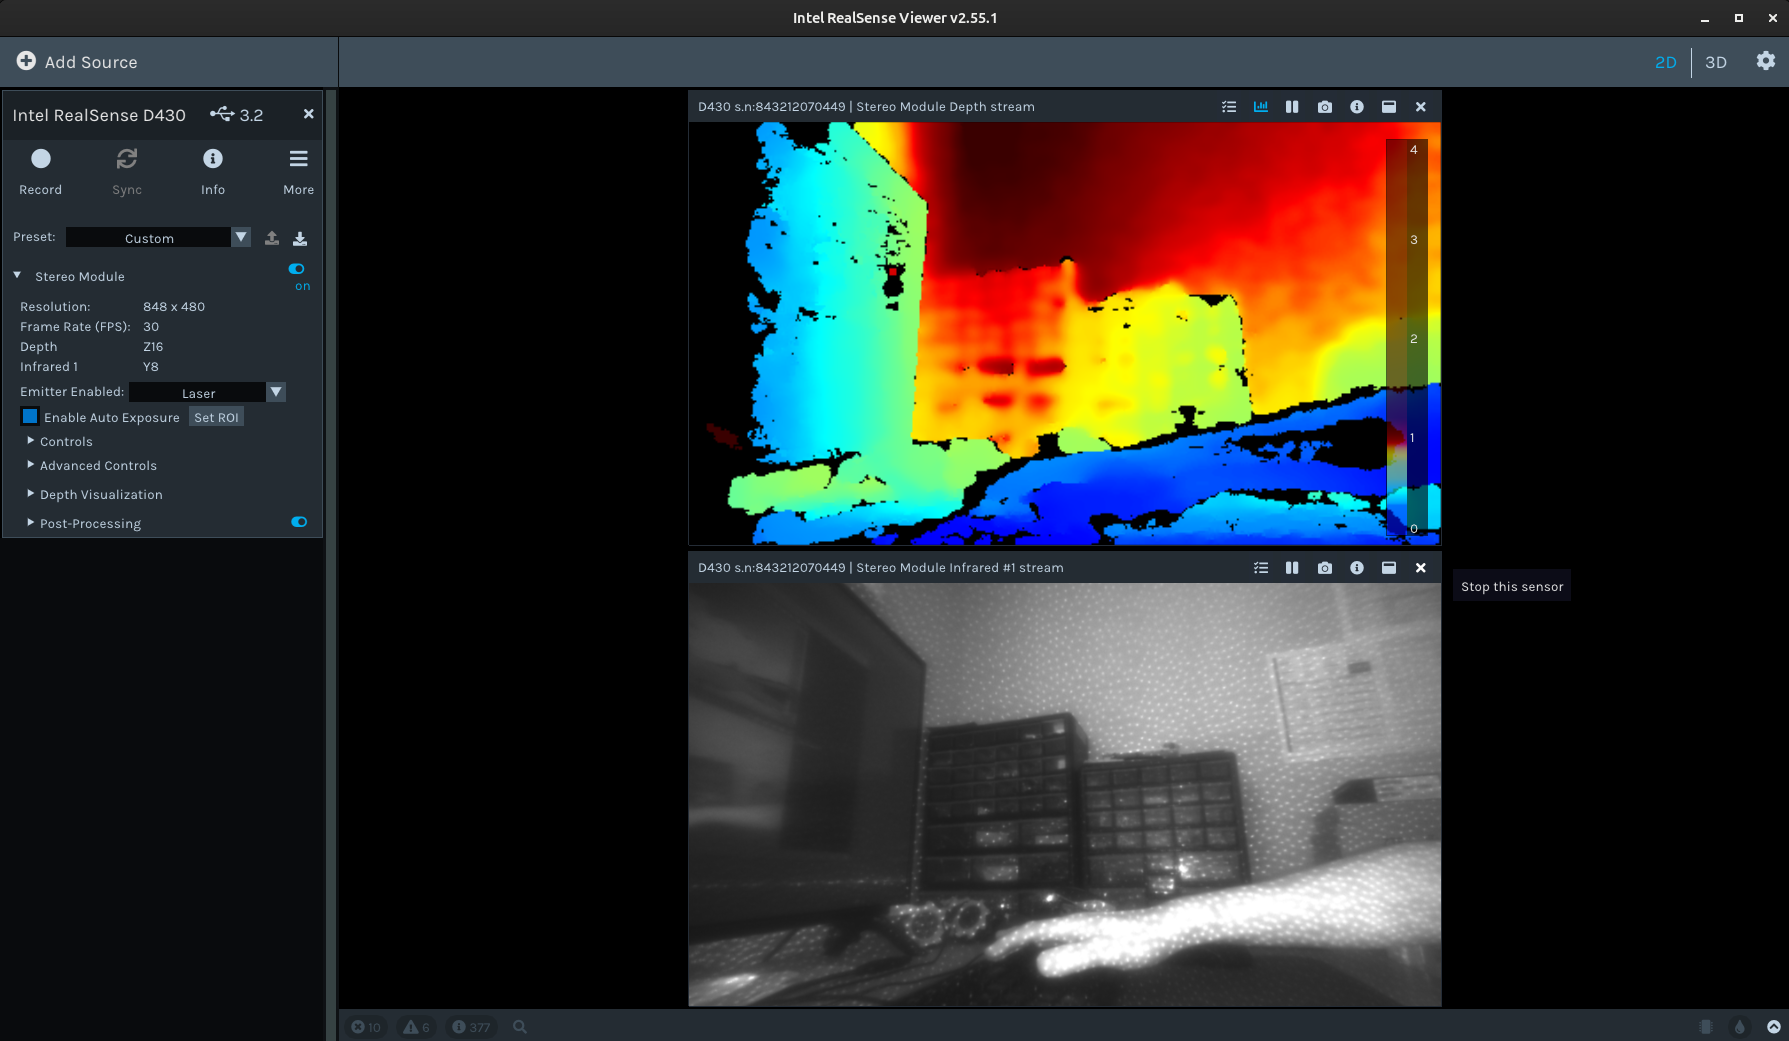 Intel RealSense Viewer v2.55.1
Add Source
2D
3D
Intel RealSense D430
3.2
Record
Sync
Info
More
Preset:
Custom
Stereo Module
on
Resolution:
848 x 480
Frame Rate (FPS):
30
Depth
Z16
Infrared 1
Y8
Emitter Enabled:
Laser
Enable Auto Exposure
Set ROI
Controls
Advanced Controls
Depth Visualization
Post-Processing
D430 s.n:843212070449 | Stereo Module Depth stream
4
3
2
1
0
D430 s.n:843212070449 | Stereo Module Infrared #1 stream
Stop this sensor
10
6
377